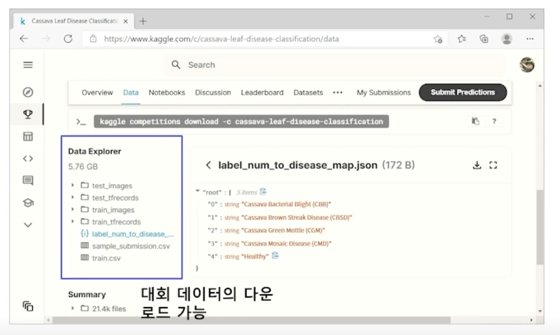 Cassava Leaf Disease Classification
https://www.kaggle.com/c/cassava-leaf-disease-classification/data
Search
Overview Data Notebooks Discussion Leaderboard Datasets ••• My Submissions Submit Predictions
>_ kaggle competitions download -c cassava-leaf-disease-classification ?
Data Explorer
5.76 GB
test_images
test_tfrecords
train_images
train_tfrecords
{} label_num_to_disease_...
sample_submission.csv
train.csv
< label_num_to_disease_map.json (172 B)
"root" : { 3 items
"0" : string "Cassava Bacterial Blight (CBB)"
"1" : string "Cassava Brown Streak Disease (CBSD)"
"2" : string "Cassava Green Mottle (CGM)"
"3" : string "Cassava Mosaic Disease (CMD)"
"4" : string "Healthy"
}
Summary
21.4k files
대회 데이터의 다운
로드 가능